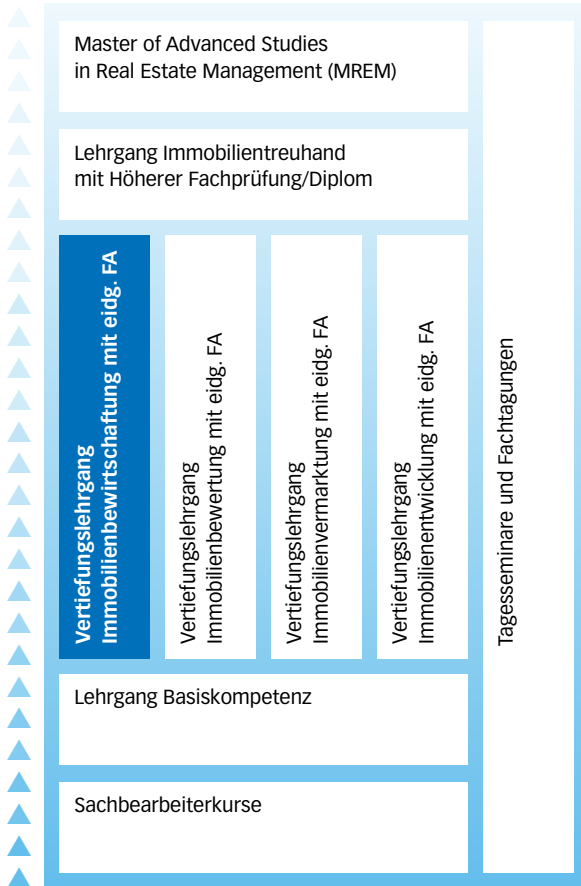 Master of Advanced Studies
in Real Estate Management (MREM)
Lehrgang Immobilientreuhand
mit Höherer Fachprüfung/Diplom
Vertiefungslehrgang
Immobilienbewirtschaftung mit eidg. FA
Vertiefungslehrgang
Immobilienbewertung mit eidg. FA
Vertiefungslehrgang
Immobilienvermarktung mit eidg. FA
Vertiefungslehrgang
Immobilienentwicklung mit eidg. FA
Tagesseminare und Fachtagungen
Lehrgang Basiskompetenz
Sachbearbeiterkurse